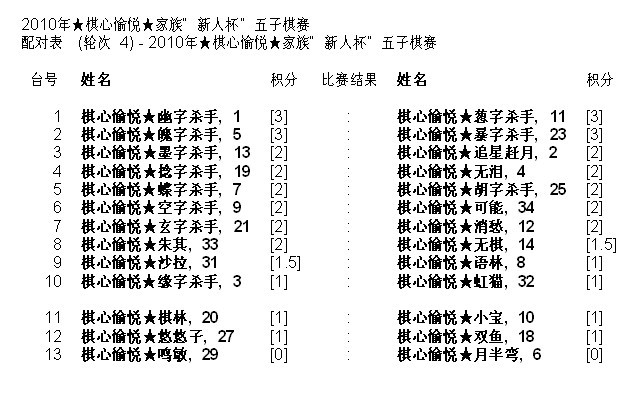 2010年★棋心愉悦★家族”新人杯”五子棋赛
配对表 (轮次 4) - 2010年★棋心愉悦★家族”新人杯”五子棋赛
台号 姓名 积分 比赛结果 姓名 积分
1 棋心愉悦★幽字杀手, 1 [3] : 棋心愉悦★葱字杀手, 11 [3]
2 棋心愉悦★魄字杀手, 5 [3] : 棋心愉悦★暴字杀手, 23 [3]
3 棋心愉悦★墨字杀手, 13 [2] : 棋心愉悦★追星赶月, 2 [2]
4 棋心愉悦★捻字杀手, 19 [2] : 棋心愉悦★无泪, 4 [2]
5 棋心愉悦★蝶字杀手, 7 [2] : 棋心愉悦★胡字杀手, 25 [2]
6 棋心愉悦★空字杀手, 9 [2] : 棋心愉悦★可能, 34 [2]
7 棋心愉悦★玄字杀手, 21 [2] : 棋心愉悦★消愁, 12 [2]
8 棋心愉悦★朱其, 33 [2] : 棋心愉悦★无棋, 14 [1.5]
9 棋心愉悦★沙拉, 31 [1.5] : 棋心愉悦★语林, 8 [1]
10 棋心愉悦★缘字杀手, 3 [1] : 棋心愉悦★虹猫, 32 [1]
11 棋心愉悦★棋林, 20 [1] : 棋心愉悦★小宝, 10 [1]
12 棋心愉悦★悠悠子, 27 [1] : 棋心愉悦★双鱼, 18 [1]
13 棋心愉悦★鸣敏, 29 [0] : 棋心愉悦★月半弯, 6 [0]